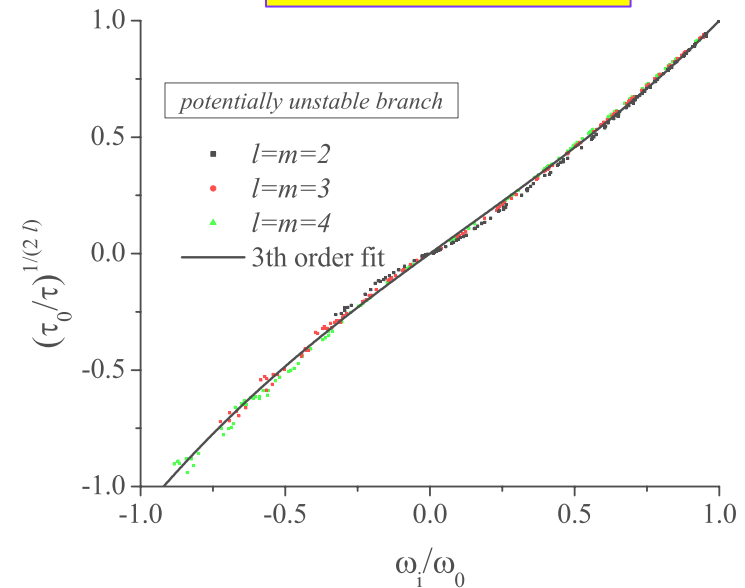 1.0
potentially unstable branch
0.5
l=m=2
l=m=3
l=m=4
0.0
3th order fit
(τ₀/τ)^1/(2 l)
-0.5
-1.0
-1.0 -0.5 0.0 0.5 1.0
ωᵢ/ω₀